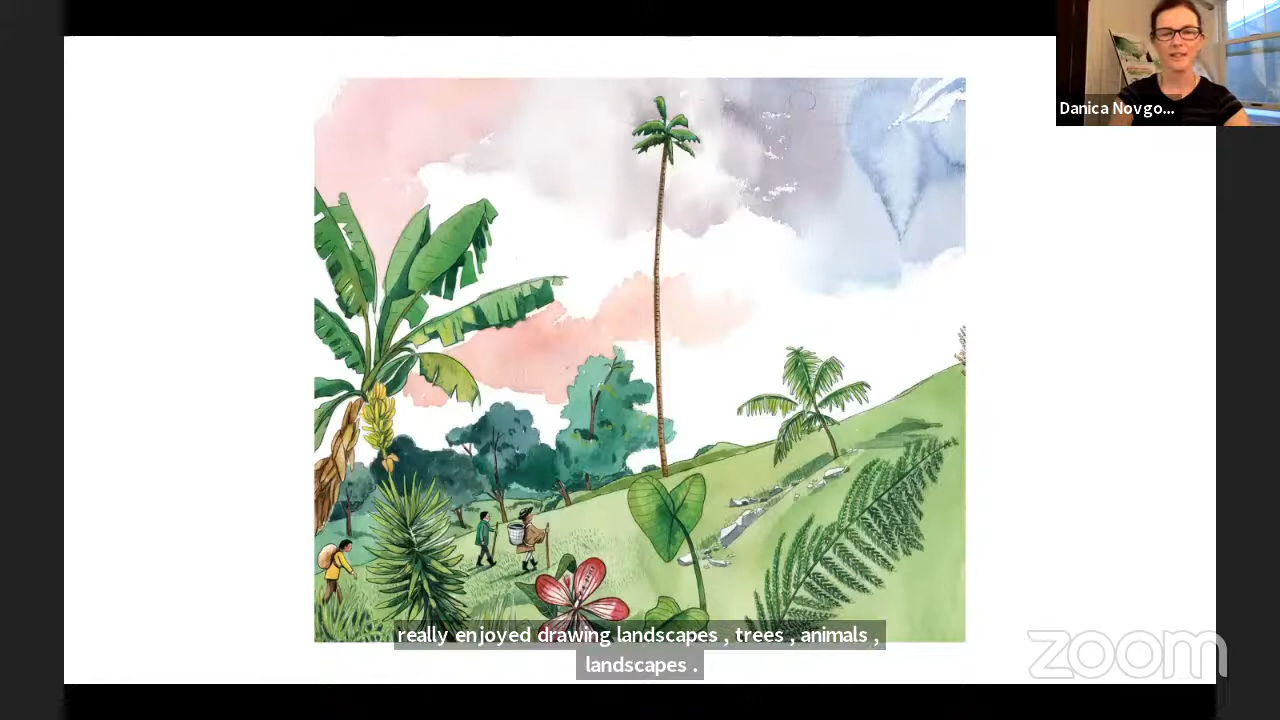 Danica Novgo...
really enjoyed drawing landscapes , trees , animals ,
landscapes .
zoom